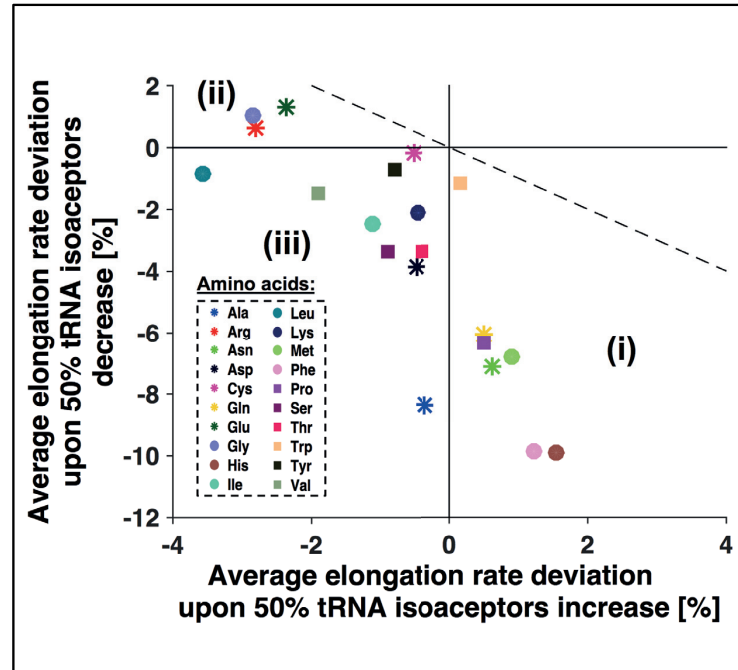 Average elongation rate deviation
upon 50% tRNA isoaceptors
decrease [%]
2
0
-2
-4
-6
-8
-10
-12
(ii)
(iii)
(i)
Amino acids:
Ala
Arg
Asn
Asp
Cys
Gln
Glu
Gly
His
Ile
Leu
Lys
Met
Phe
Pro
Ser
Thr
Trp
Tyr
Val
-4 -2 0 2 4
Average elongation rate deviation
upon 50% tRNA isoaceptors increase [%]